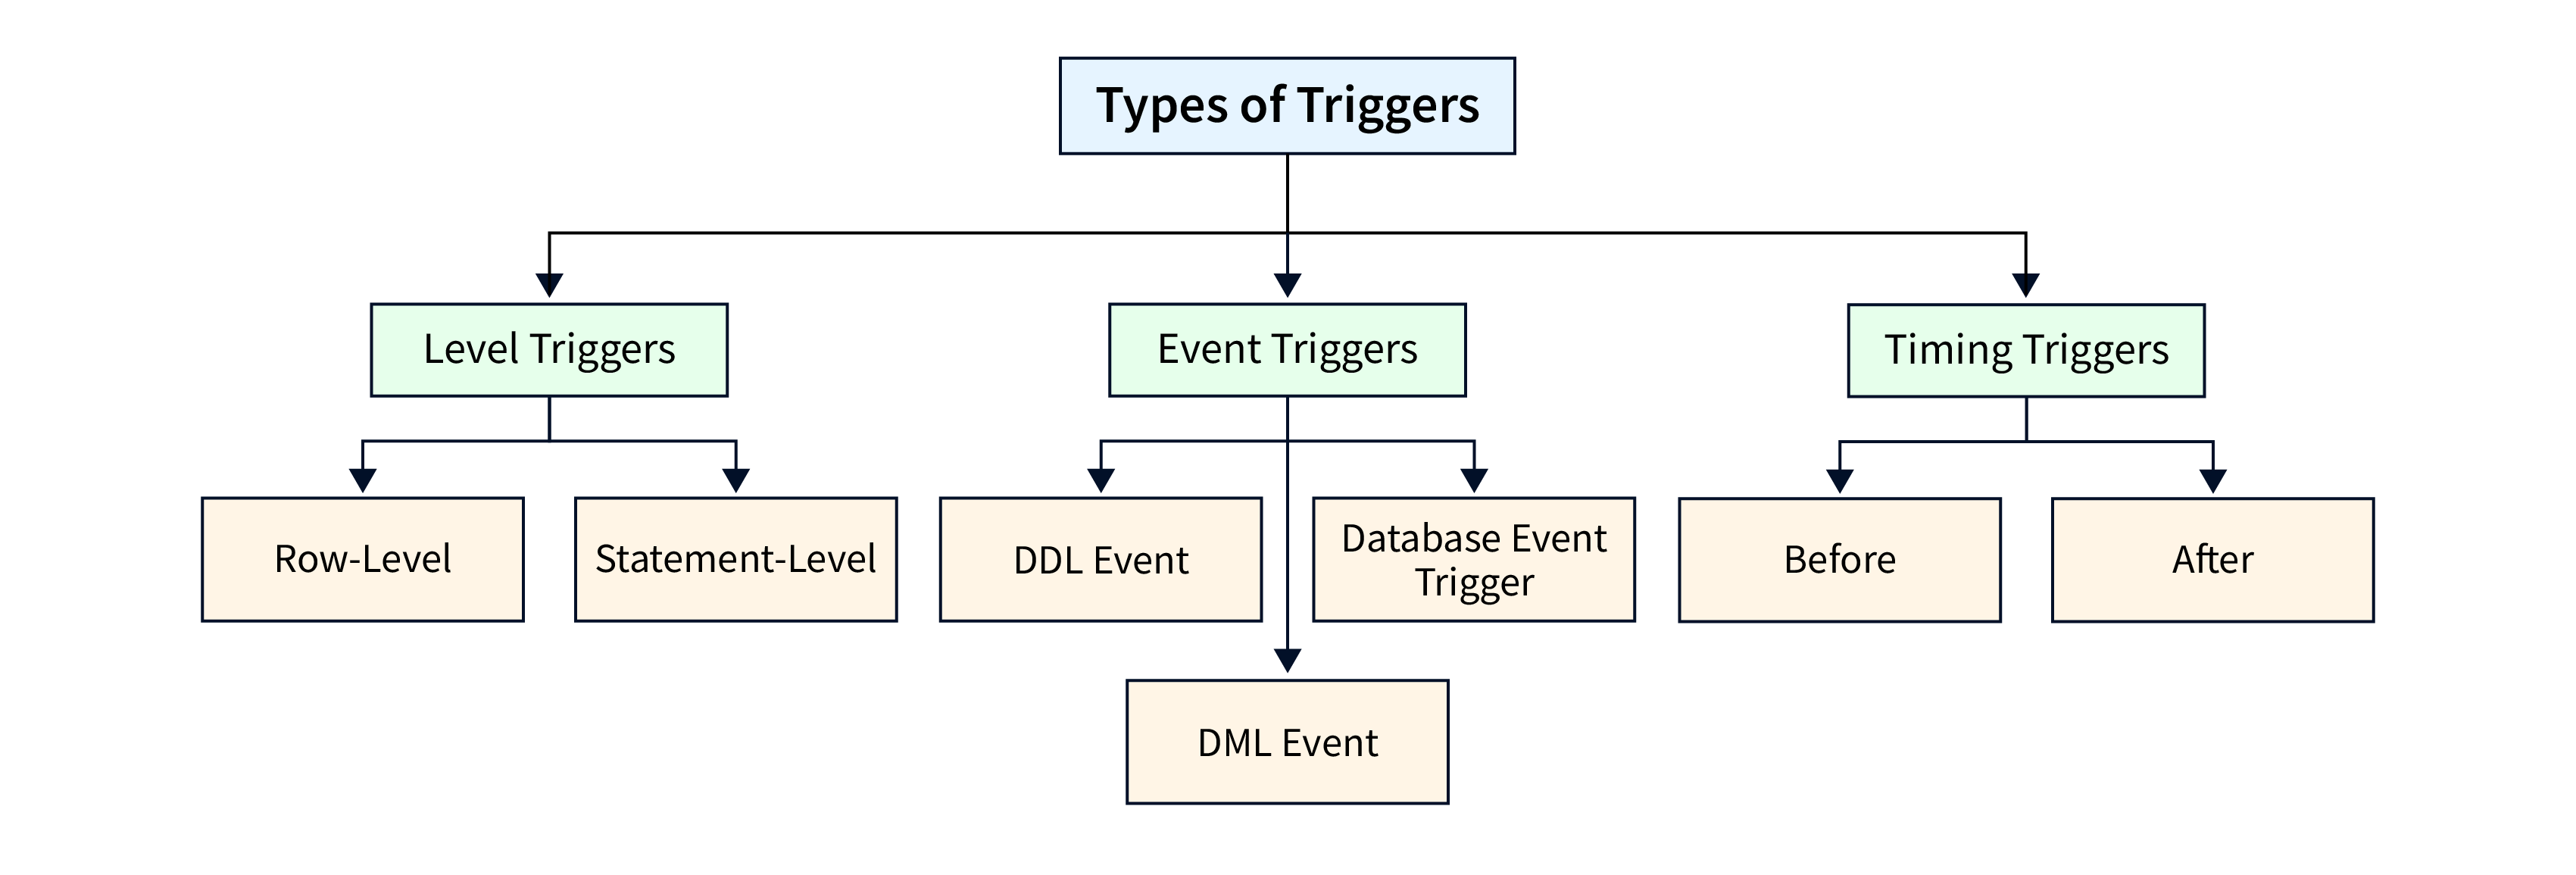 Types of Triggers
Level Triggers
Event Triggers
Timing Triggers
Row-Level
Statement-Level
DDL Event
Database Event
Trigger
Before
After
DML Event